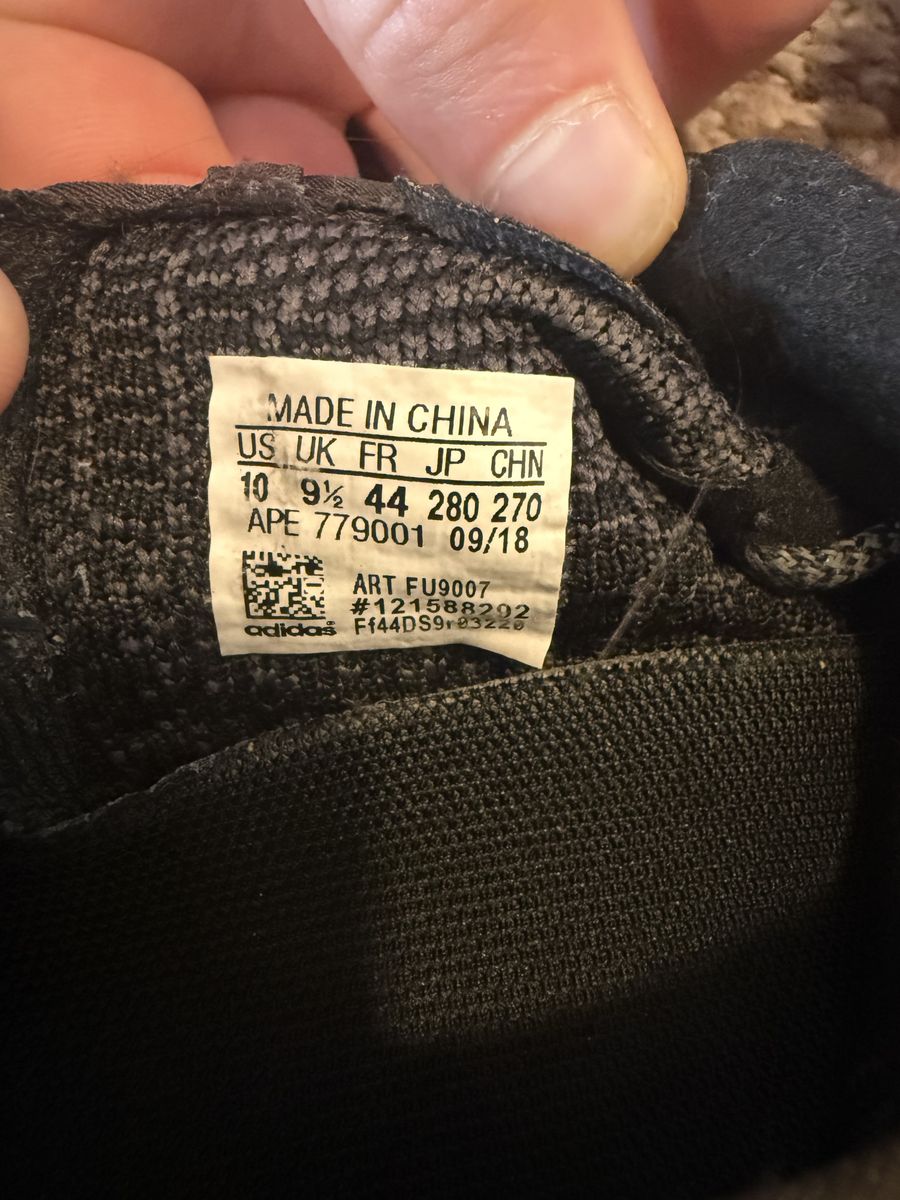 MADE IN CHINA
US UK FR JP CHN
10 9½ 44 280 270
APE 779001 09/18
ART FU9007
#121588202
adidas